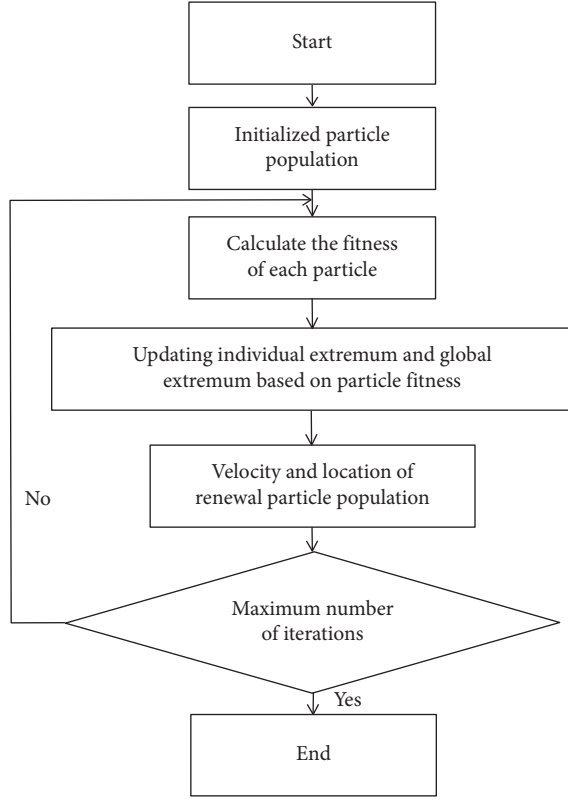 Start
Initialized particle
population
Calculate the fitness
of each particle
Updating individual extremum and global
extremum based on particle fitness
Velocity and location of
renewal particle population
No
Maximum number
of iterations
Yes
End